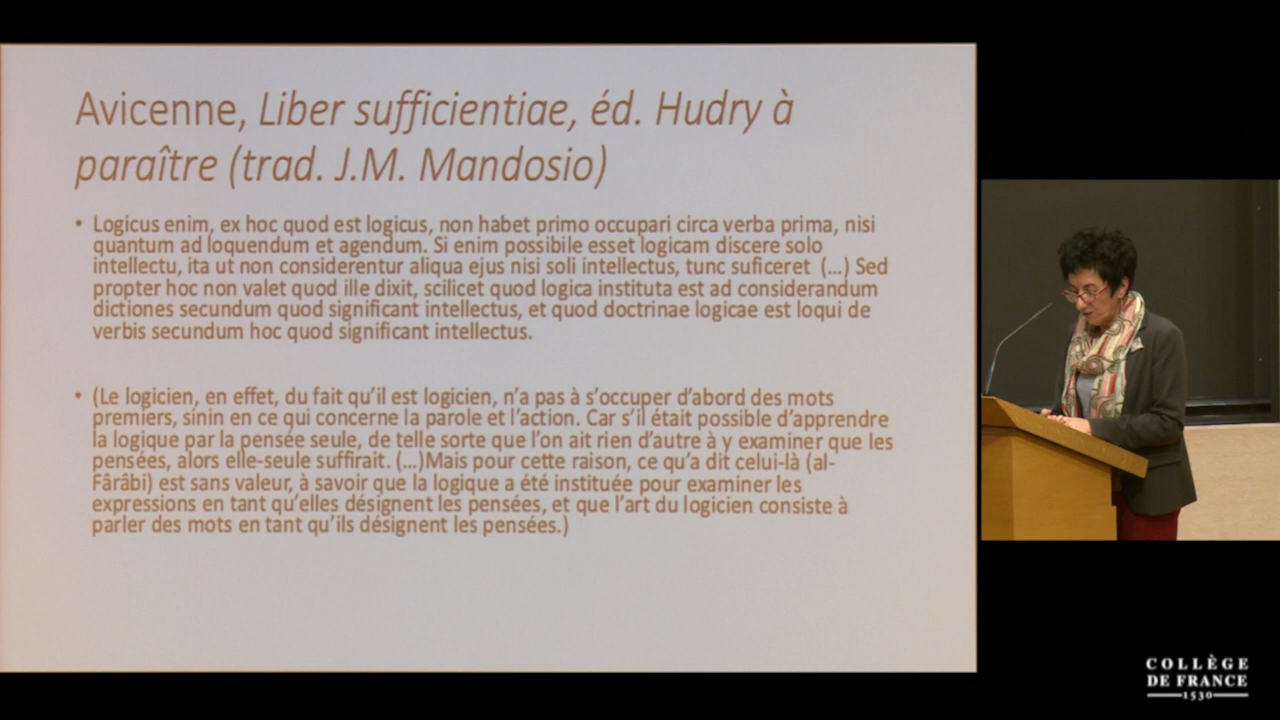 Avicenne, Liber sufficientiae, éd. Hudry à
paraître (trad. J.M. Mandosio)
• Logicus enim, ex hoc quod est logicus, non habet primo occupari circa verba prima, nisi
quantum ad loquendum et agendum. Si enim possibile esset logicam discere solo
intellectu, ita ut non considerentur aliqua ejus nisi soli intellectus, tunc suficeret (...) Sed
propter hoc non valet quod ille dixit, scilicet quod logica instituta est ad considerandum
dictiones secundum quod significant intellectus, et quod doctrinae logicae est loqui de
verbis secundum hoc quod significant intellectus.
• (Le logicien, en effet, du fait qu'il est logicien, n'a pas à s'occuper d'abord des mots
premiers, sinin en ce qui concerne la parole et l'action. Car s'il était possible d'apprendre
la logique par la pensée seule, de telle sorte que l'on ait rien d'autre à y examiner que les
pensées, alors elle-seule suffirait. (...)Mais pour cette raison, ce qu'a dit celui-là (al-
Fârâbi) est sans valeur, à savoir que la logique a été instituée pour examiner les
expressions en tant qu'elles désignent les pensées, et que l'art du logicien consiste à
parler des mots en tant qu'ils désignent les pensées.)
COLLÈGE
DE FRANCE
1530